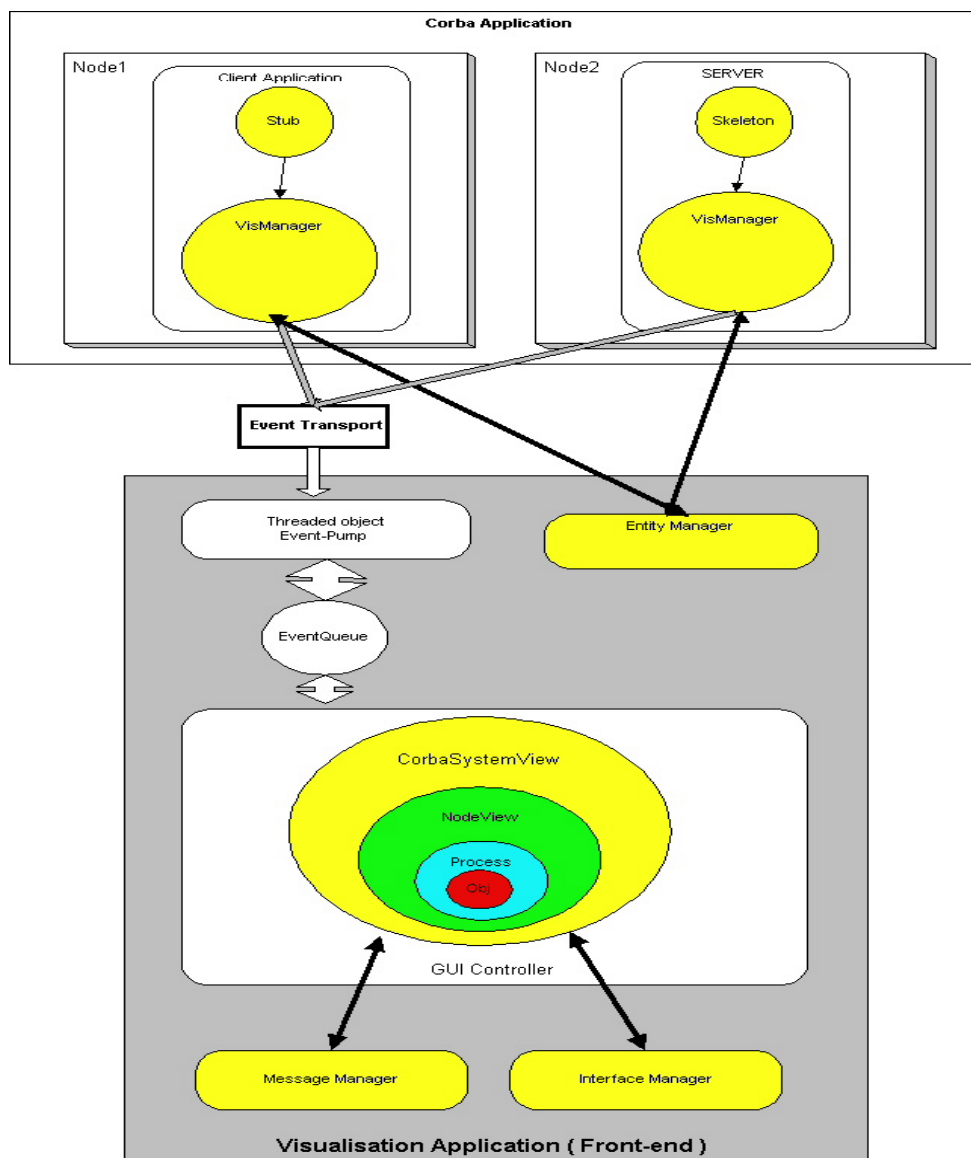 Corba Application
Node1
Node2
Client Application
SERVER
Stub
Skeleton
VisManager
VisManager
Event Transport
Threaded object
Event-Pump
Entity Manager
EventQueue
CorbaSystemView
NodeView
Process
Obj
GUI Controller
Message Manager
Interface Manager
Visualisation Application ( Front-end )